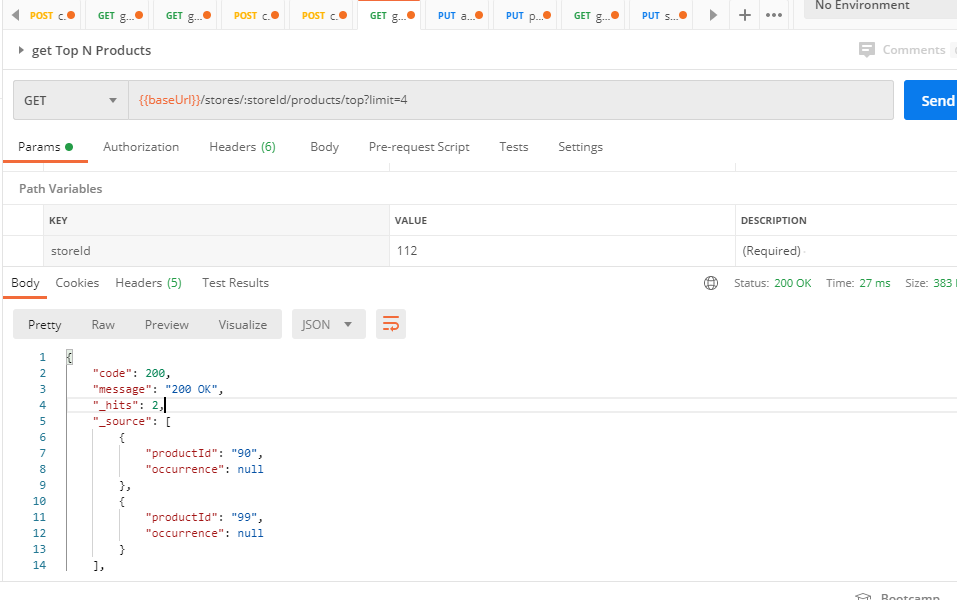 POST c... GET g... GET g... POST c... POST c... GET g... PUT a... PUT p... GET g... PUT s... + ••• No Environment
get Top N Products Comments
GET {{baseUrl}}/stores/:storeId/products/top?limit=4 Send
Params Authorization Headers (6) Body Pre-request Script Tests Settings
Path Variables
KEY VALUE DESCRIPTION
storeId 112 (Required)
Body Cookies Headers (5) Test Results Status: 200 OK Time: 27 ms Size: 383
Pretty Raw Preview Visualize JSON
1 {
2 "code": 200,
3 "message": "200 OK",
4 "_hits": 2,
5 "_source": [
6 {
7 "productId": "90",
8 "occurrence": null
9 },
10 {
11 "productId": "99",
12 "occurrence": null
13 }
14 ],
Bootcamp